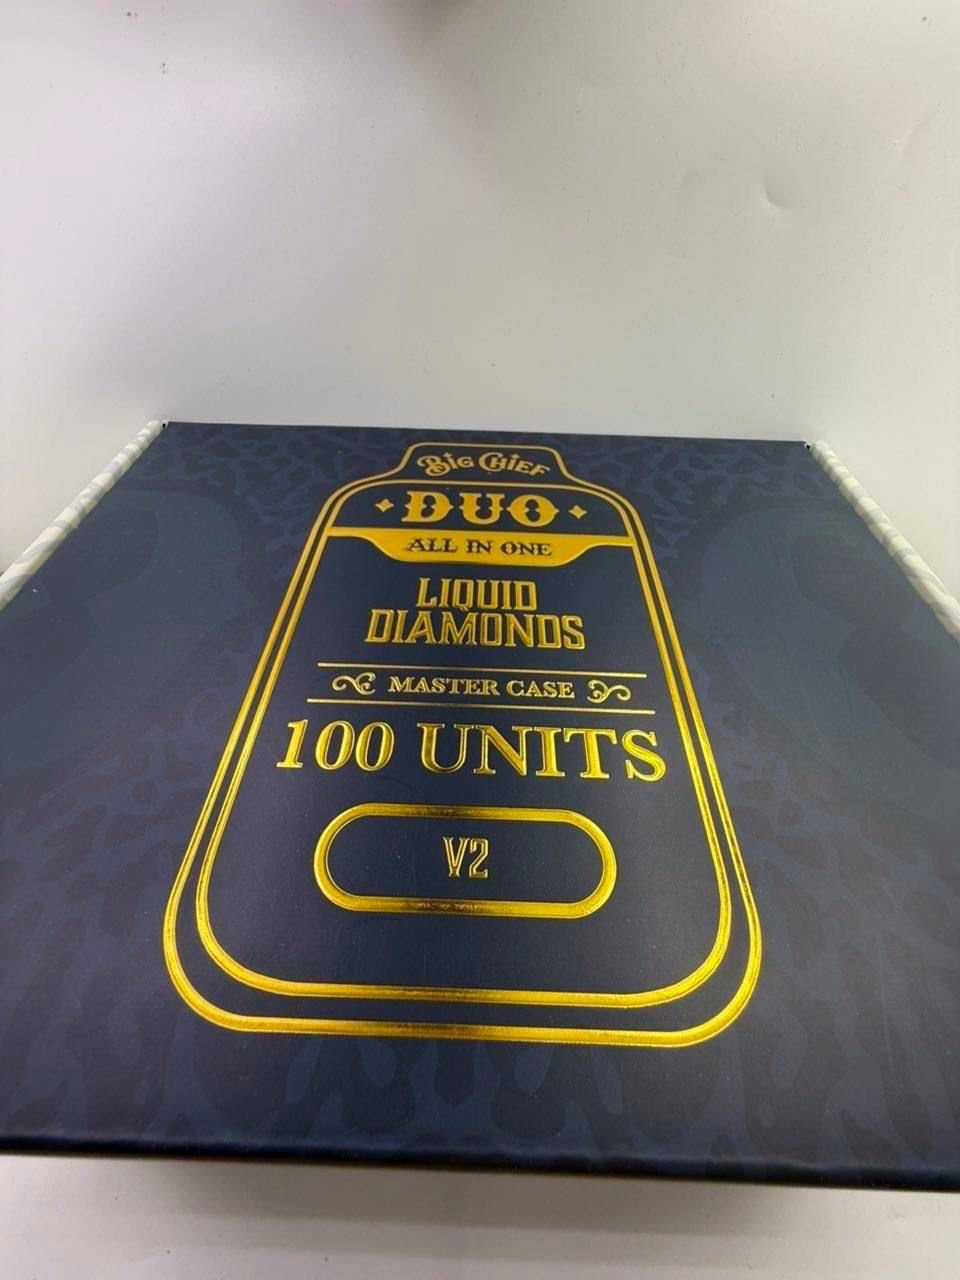 BIG CHIEF
DUO
ALL IN ONE
LIQUID
DIAMONDS
MASTER CASE
100 UNITS
V2